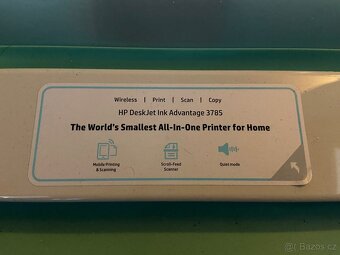 Wireless | Print | Scan | Copy
HP DeskJet Ink Advantage 3785
The World's Smallest All-In-One Printer for Home
Mobile Printing
& Scanning
Scroll-Feed
Scanner
Quiet mode
Bazos.cz